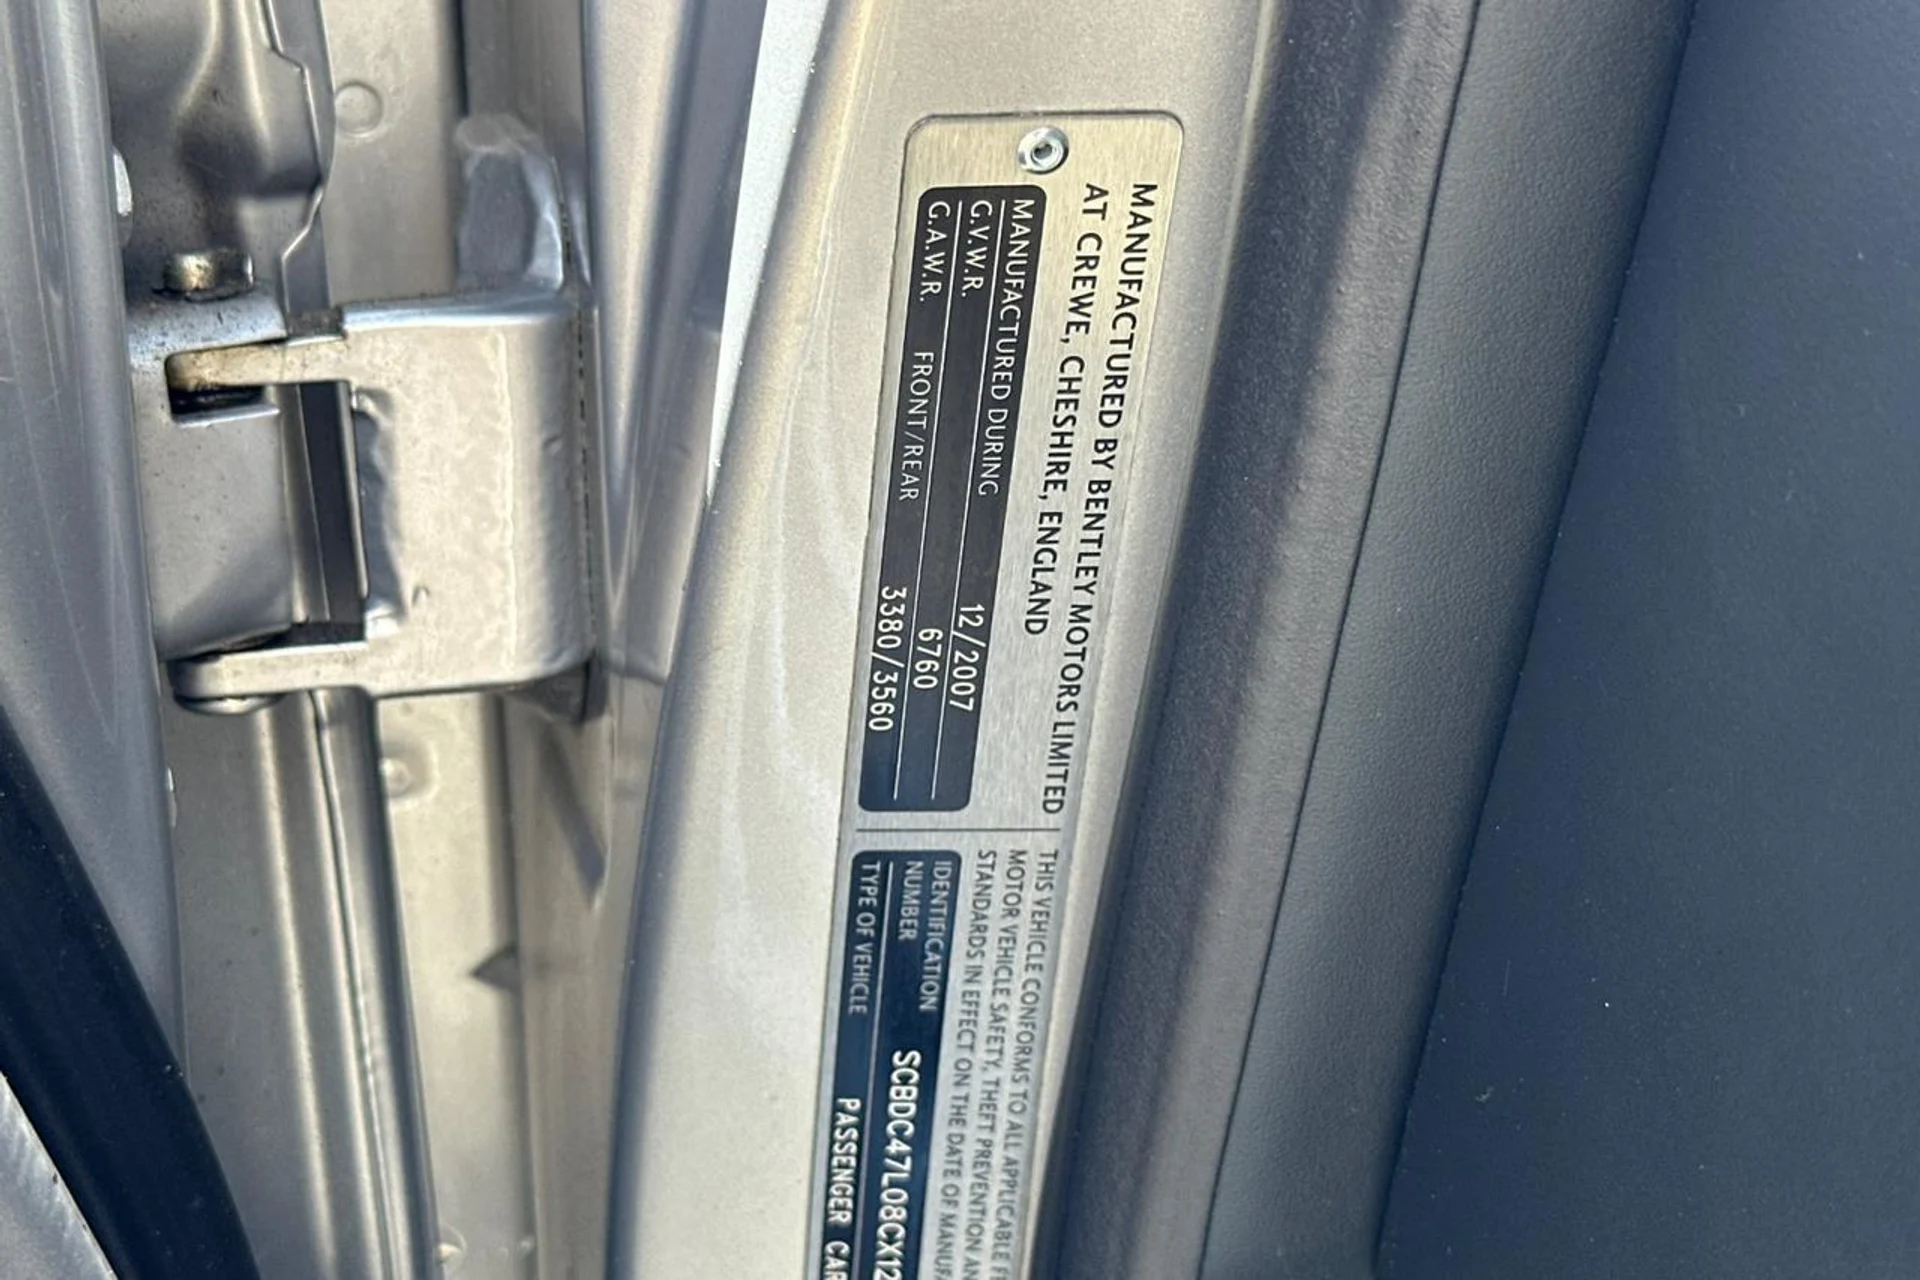 MANUFACTURED BY BENTLEY MOTORS LIMITED
AT CREWE, CHESHIRE, ENGLAND
MANUFACTURED DURING 12/2007
G.V.W.R. 6760
G.A.W.R. FRONT/REAR 3380/3560
THIS VEHICLE CONFORMS TO ALL APPLICABLE
MOTOR VEHICLE SAFETY, THEFT PREVENTION
STANDARDS IN EFFECT ON THE DATE OF
IDENTIFICATION
NUMBER SCBDC47L08CX12
TYPE OF VEHICLE PASSENGER CAR